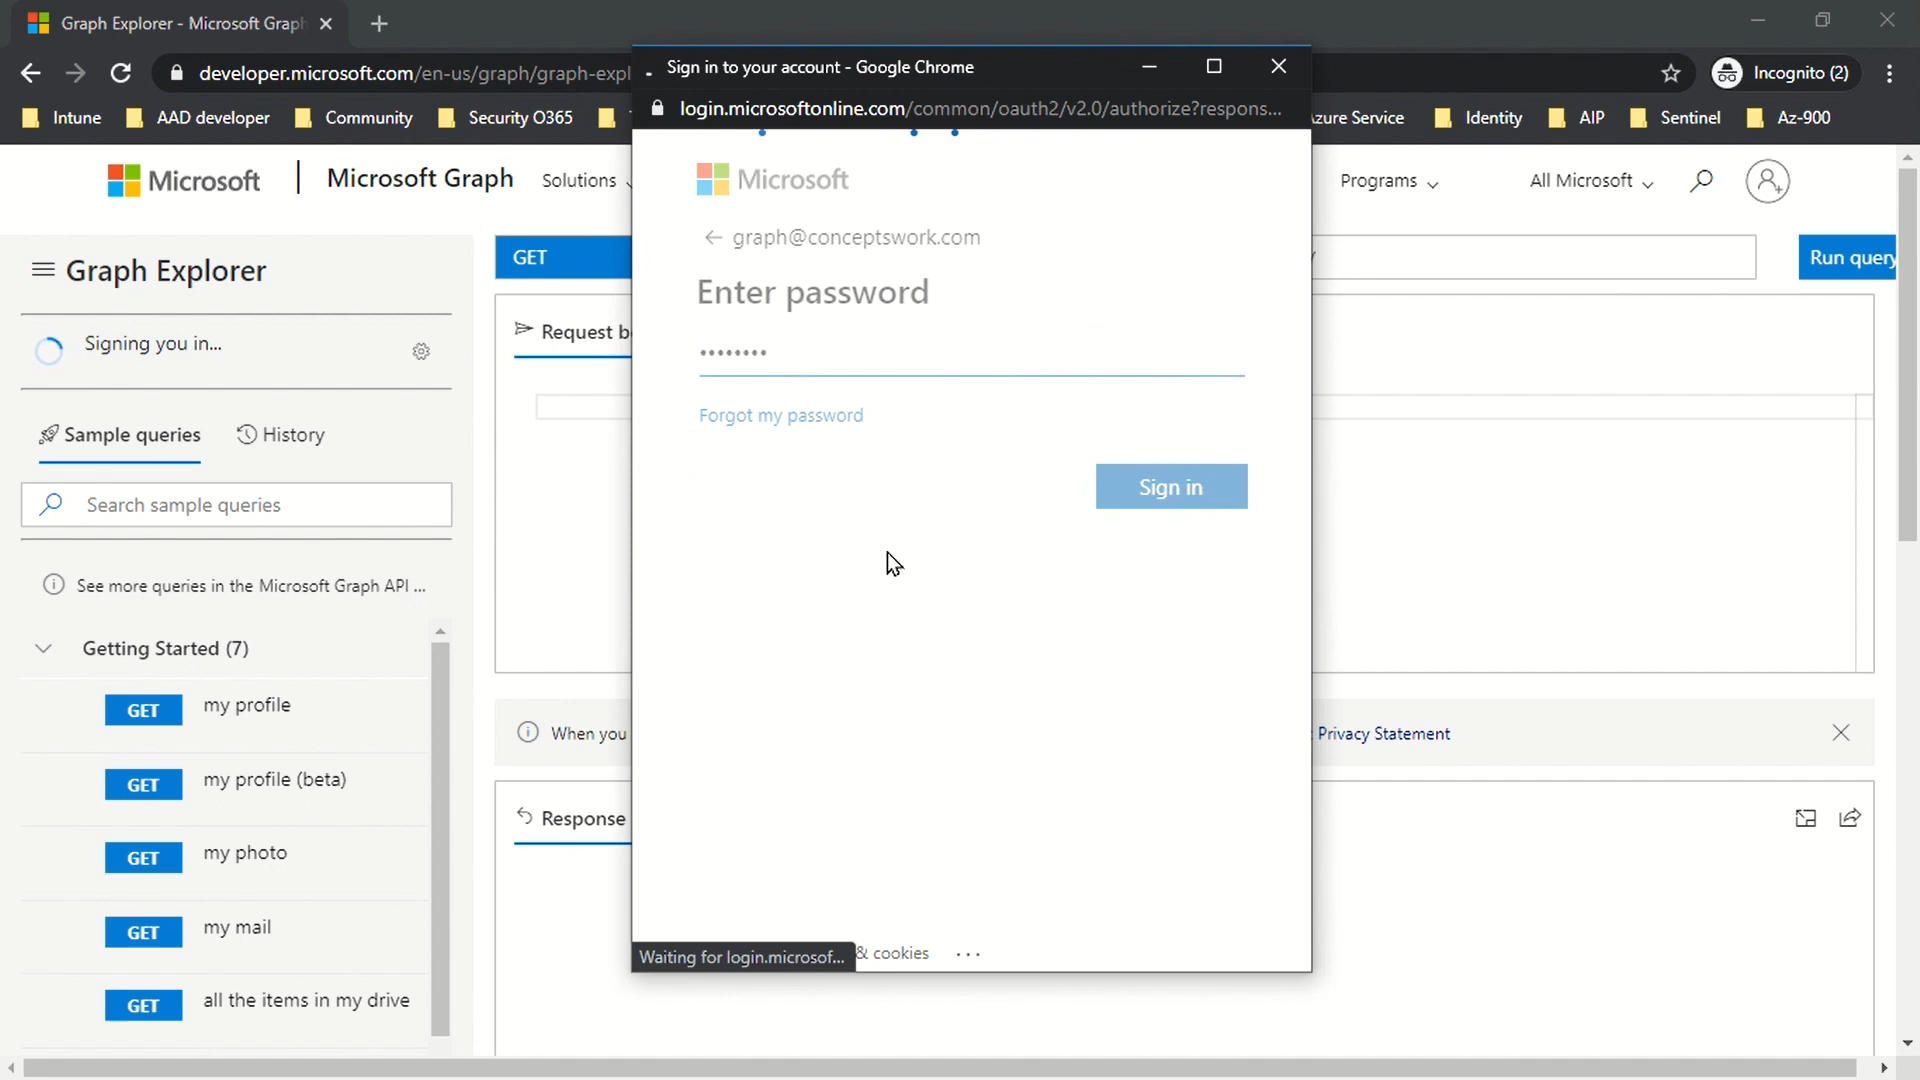 Graph Explorer - Microsoft Graph
Sign in to your account - Google Chrome
developer.microsoft.com/en-us/graph/graph-expl
login.microsoftonline.com/common/oauth2/v2.0/authorize?respons...
Incognito (2)
Intune
AAD developer
Community
Security O365
zure Service
Identity
AIP
Sentinel
Az-900
Microsoft
Microsoft Graph
Solutions
Programs
All Microsoft
Microsoft
graph@conceptswork.com
Enter password
••••••••
Forgot my password
Sign in
Waiting for login.microsof...
& cookies
...
Graph Explorer
Signing you in...
Sample queries
History
Search sample queries
See more queries in the Microsoft Graph API ...
Getting Started (7)
GET my profile
GET my profile (beta)
GET my photo
GET my mail
GET all the items in my drive
GET
Run query
Request b
When you
Privacy Statement
Response